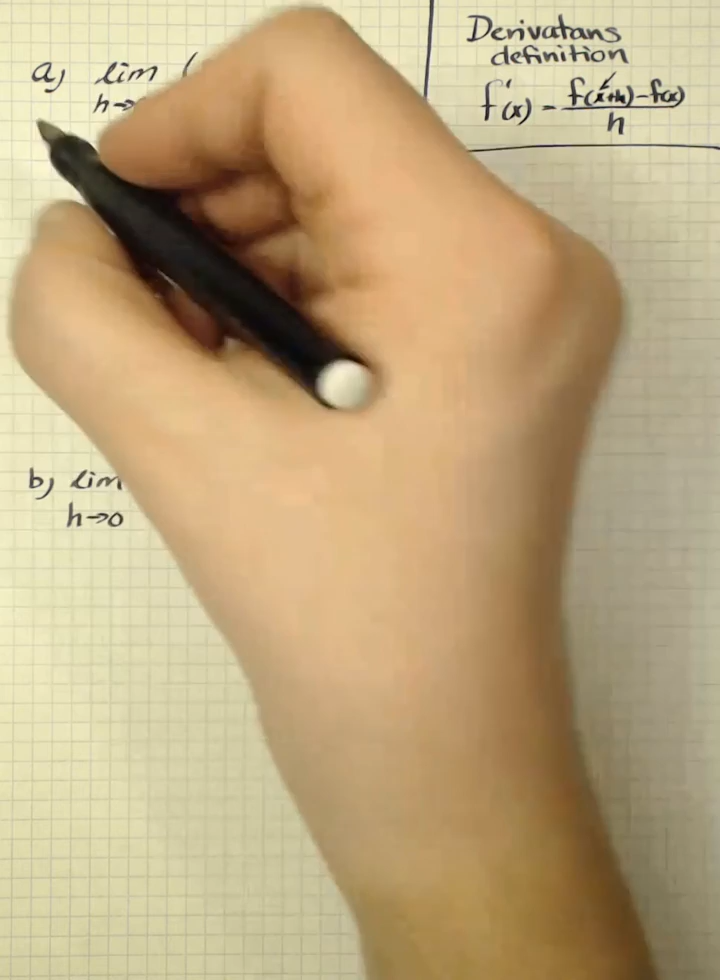 a) lim (
h→
Derivatans
definition
f'(x) = f(x+h)-f(x)
h
b) lim
h→0